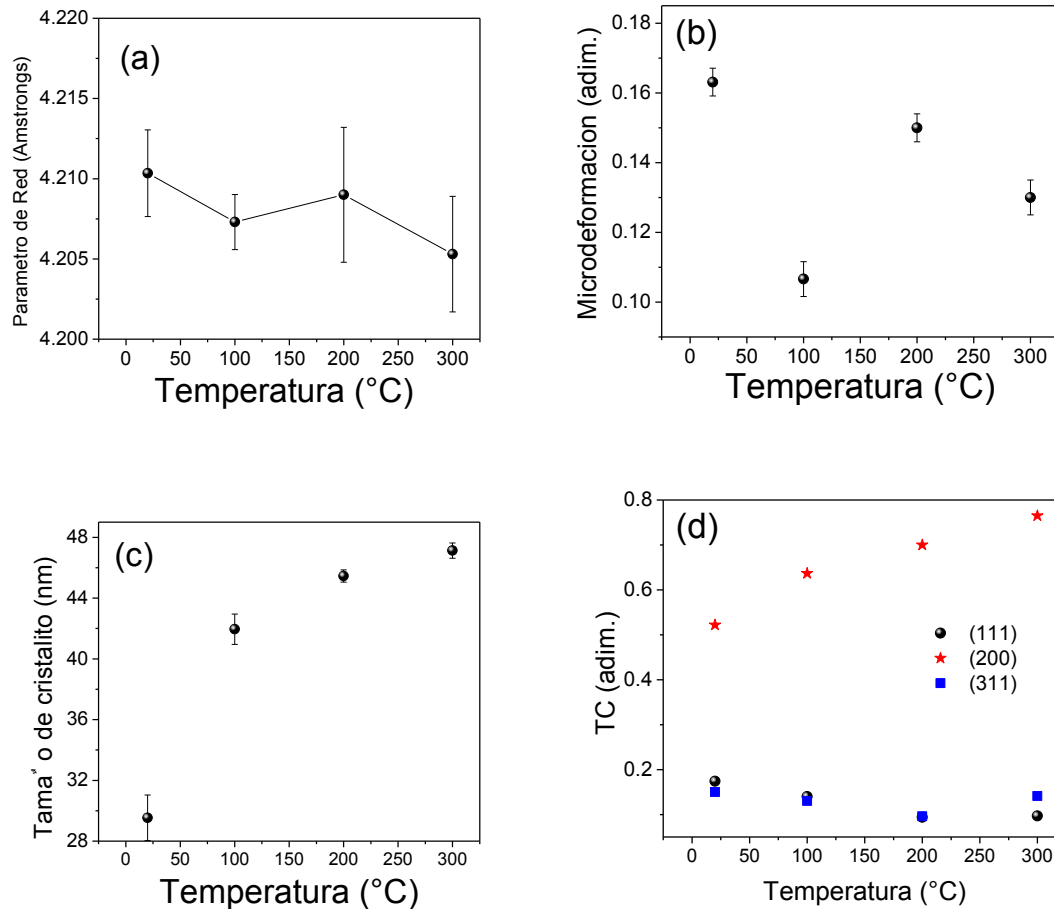 (a)
Parametro de Red (Amstrongs)
4.220
4.215
4.210
4.205
4.200
0 50 100 150 200 250 300
Temperatura (°C)
(b)
Microdeformacion (adim.)
0.18
0.16
0.14
0.12
0.10
0 50 100 150 200 250 300
Temperatura (°C)
(c)
o de cristalito (nm)
48
44
40
36
32
28
0 50 100 150 200 250 300
Temperatura (°C)
(d)
TC (adim.)
0.8
0.6
0.4
0.2
(111)
(200)
(311)
0 50 100 150 200 250 300
Temperatura (°C)